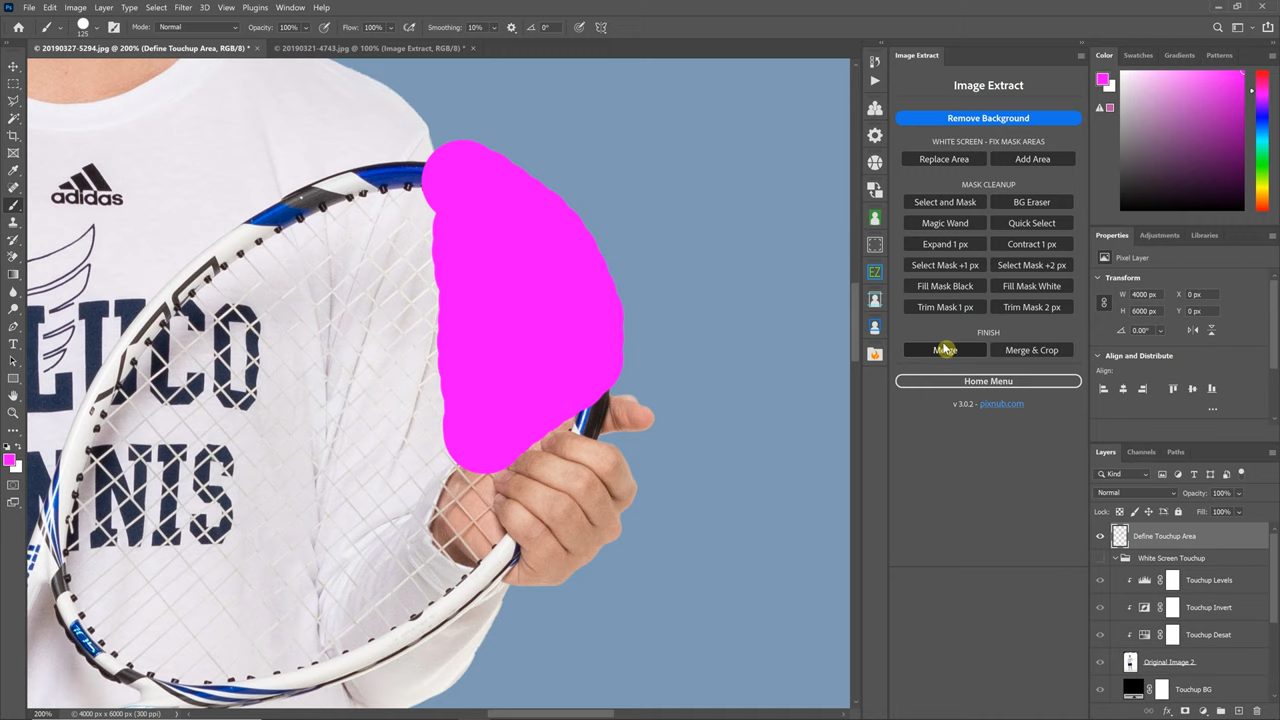 Ps File Edit Image Layer Type Select Filter 3D View Plugins Window Help
125 Mode: Normal Opacity: 100% Flow: 100% Smoothing: 10% 0°
© 20190327-5294.jpg @ 200% (Define Touchup Area, RGB/8) * × © 20190321-4743.jpg @ 100% (Image Extract, RGB/8) * ×
Image Extract
Image Extract
Remove Background
WHITE SCREEN - FIX MASK AREAS
Replace Area Add Area
MASK CLEANUP
Select and Mask BG Eraser
Magic Wand Quick Select
Expand 1 px Contract 1 px
Select Mask +1 px Select Mask +2 px
Fill Mask Black Fill Mask White
Trim Mask 1 px Trim Mask 2 px
FINISH
Merge Merge & Crop
Home Menu
v 3.0.2 - pixnub.com
EZ
Color Swatches Gradients Patterns
Properties Adjustments Libraries
Pixel Layer
Transform
W 4000 px X 0 px
H 6000 px Y 0 px
0.00°
Align and Distribute
Align:
Layers Channels Paths
Kind
Normal Opacity: 100%
Lock: Fill: 100%
Define Touchup Area
White Screen Touchup
Touchup Levels
Touchup Invert
Touchup Desat
Original Image 2
Touchup BG
adidas
NNIS
200% 4000 px x 6000 px (300 ppi)